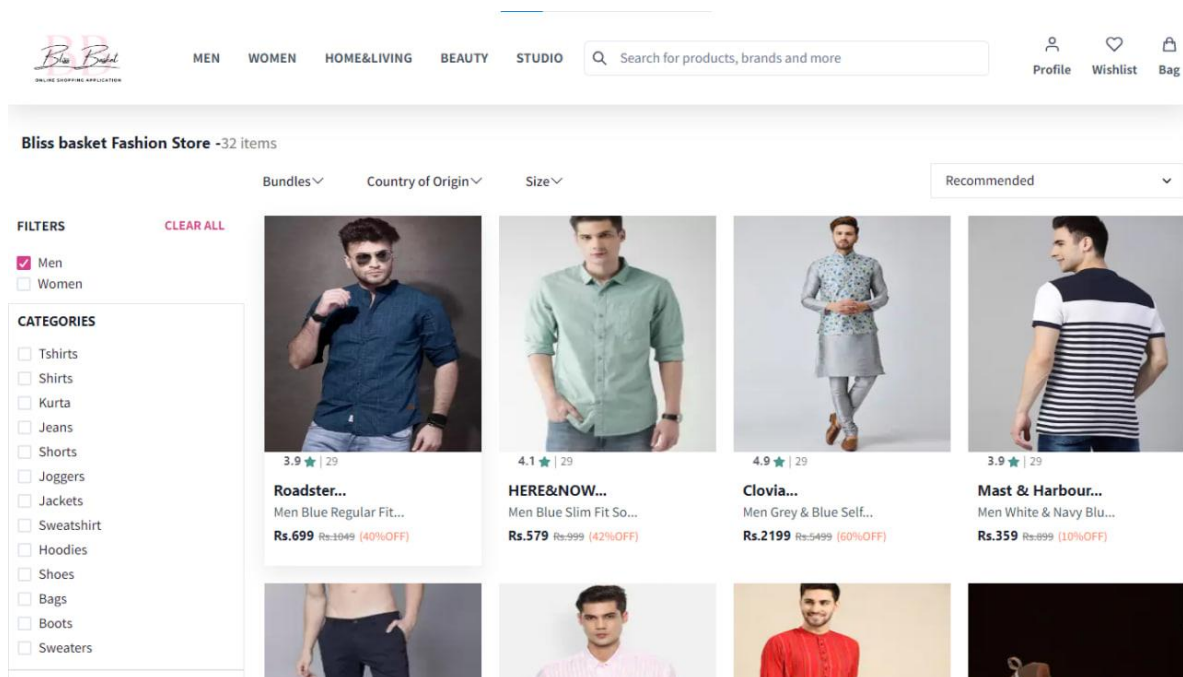 BB
Bliss Basket
ONLINE SHOPPING APPLICATION
MEN WOMEN HOME&LIVING BEAUTY STUDIO
Search for products, brands and more
Profile Wishlist Bag
Bliss basket Fashion Store -32 items
Bundles Country of Origin Size
Recommended
FILTERS CLEAR ALL
Men
Women
CATEGORIES
Tshirts
Shirts
Kurta
Jeans
Shorts
Joggers
Jackets
Sweatshirt
Hoodies
Shoes
Bags
Boots
Sweaters
3.9 | 29
Roadster...
Men Blue Regular Fit...
Rs.699 Rs.1049 (40%OFF)
4.1 | 29
HERE&NOW...
Men Blue Slim Fit So...
Rs.579 Rs.999 (42%OFF)
4.9 | 29
Clovia...
Men Grey & Blue Self...
Rs.2199 Rs.5499 (60%OFF)
3.9 | 29
Mast & Harbour...
Men White & Navy Blu...
Rs.359 Rs.899 (10%OFF)